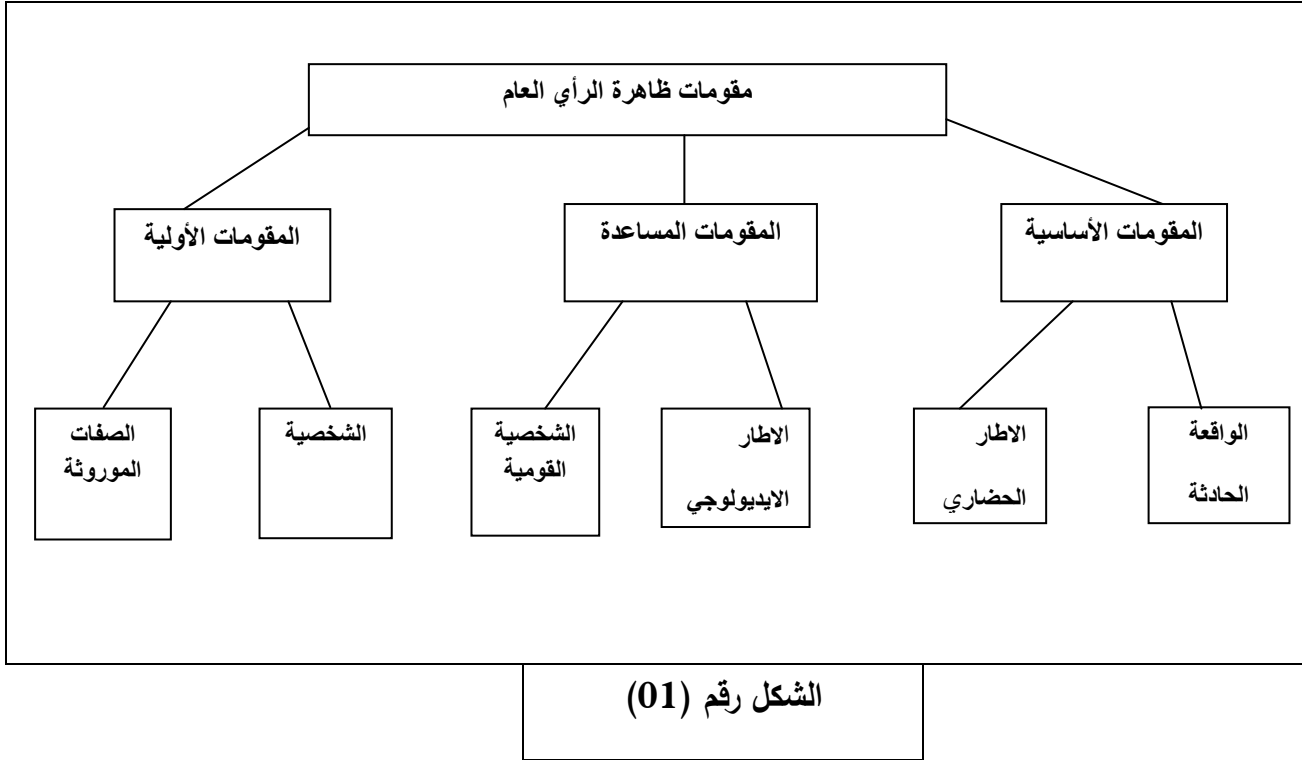 مقومات ظاهرة الرأي العام
المقومات الأساسية
المقومات المساعدة
المقومات الأولية
الواقعة
الحادثة
الاطار
الحضاري
الاطار
الايديولوجي
الشخصية
القومية
الشخصية
الصفات
الموروثة
الشكل رقم (01)